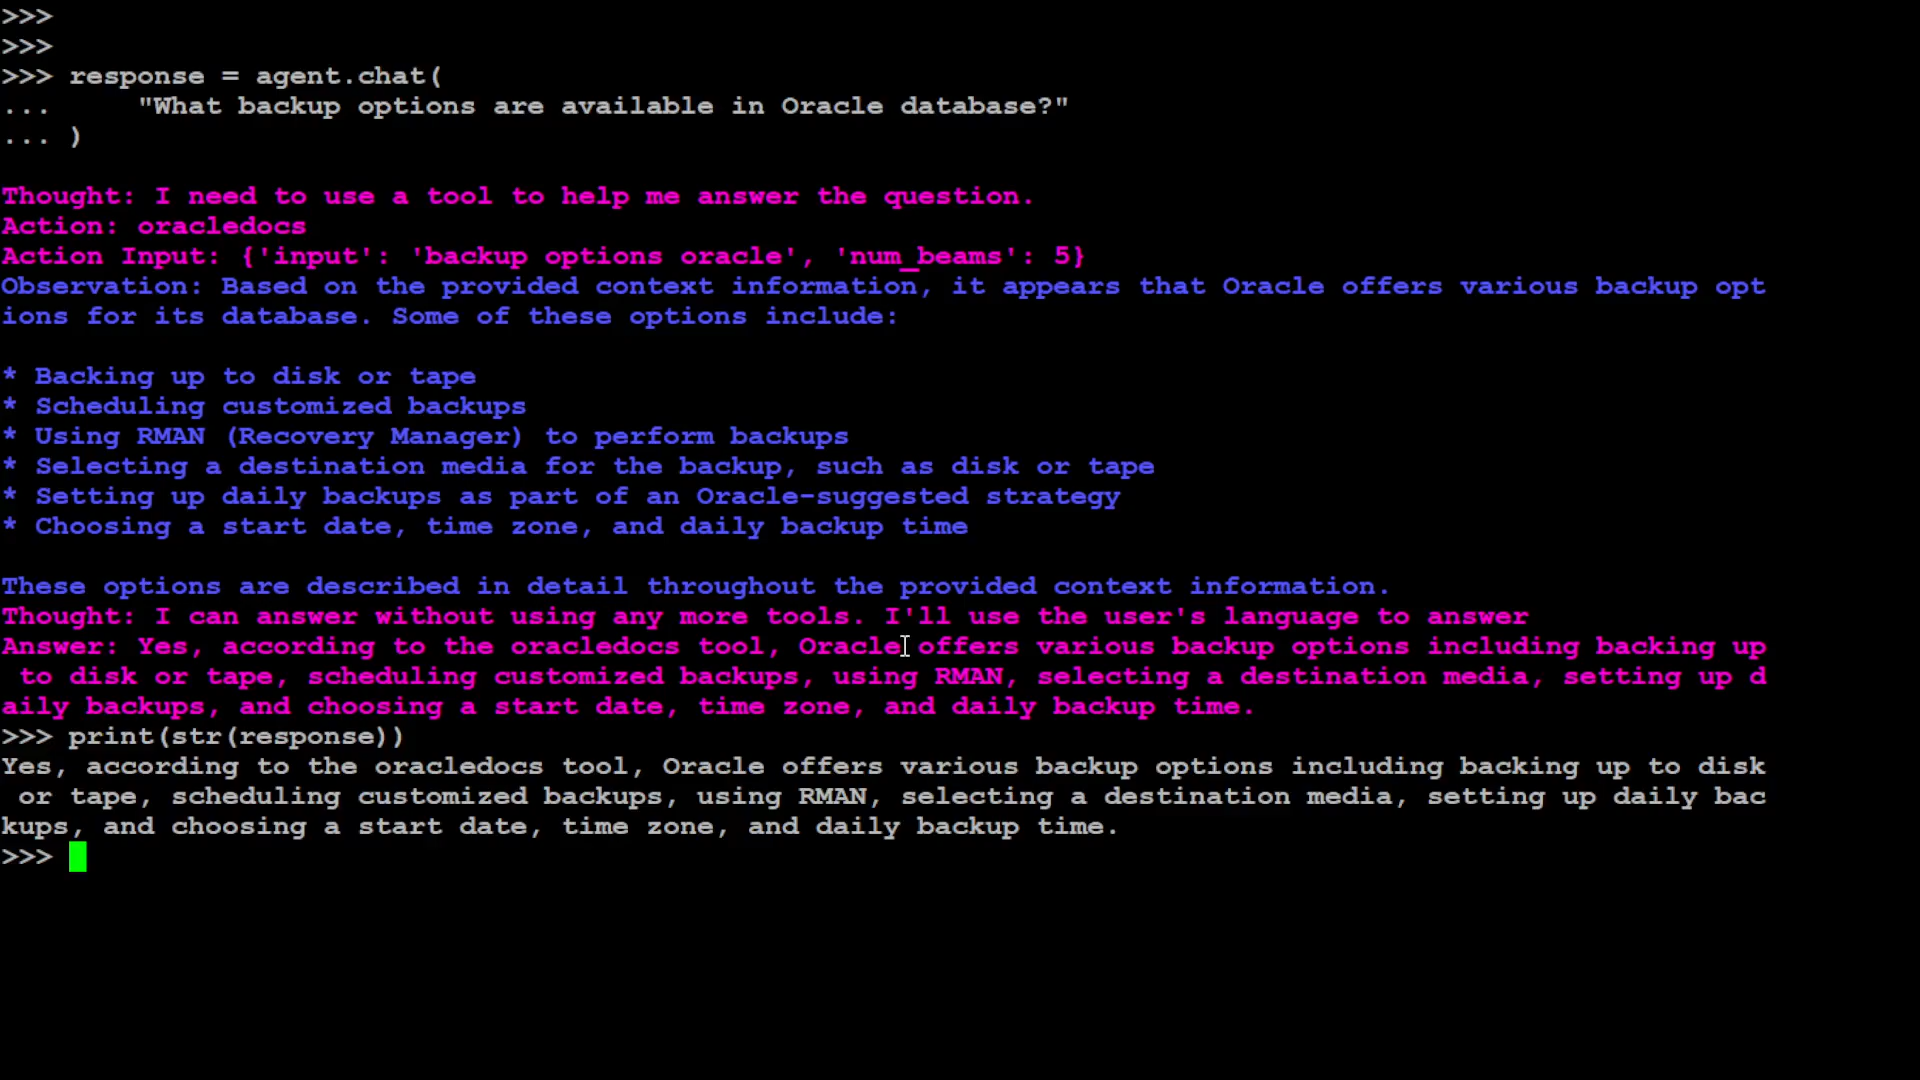 >>>
>>>
>>> response = agent.chat(
...     "What backup options are available in Oracle database?"
... )
Thought: I need to use a tool to help me answer the question.
Action: oracledocs
Action Input: {'input': 'backup options oracle', 'num_beams': 5}
Observation: Based on the provided context information, it appears that Oracle offers various backup opt
ions for its database. Some of these options include:
* Backing up to disk or tape
* Scheduling customized backups
* Using RMAN (Recovery Manager) to perform backups
* Selecting a destination media for the backup, such as disk or tape
* Setting up daily backups as part of an Oracle-suggested strategy
* Choosing a start date, time zone, and daily backup time
These options are described in detail throughout the provided context information.
Thought: I can answer without using any more tools. I'll use the user's language to answer
Answer: Yes, according to the oracledocs tool, Oracle offers various backup options including backing up
 to disk or tape, scheduling customized backups, using RMAN, selecting a destination media, setting up d
aily backups, and choosing a start date, time zone, and daily backup time.
>>> print(str(response))
Yes, according to the oracledocs tool, Oracle offers various backup options including backing up to disk
 or tape, scheduling customized backups, using RMAN, selecting a destination media, setting up daily bac
kups, and choosing a start date, time zone, and daily backup time.
>>>